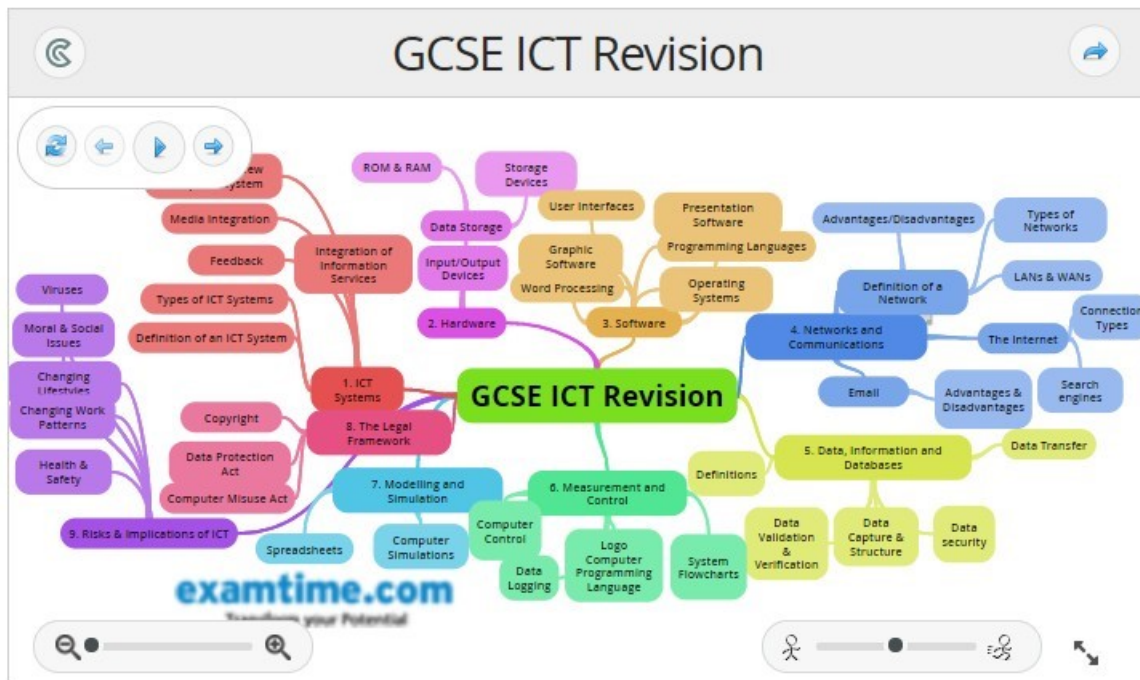 GCSE ICT Revision
ew
ystem
Media Integration
Feedback
Types of ICT Systems
Definition of an ICT System
Integration of
Information
Services
1. ICT
Systems
ROM & RAM
Storage
Devices
Data Storage
Input/Output
Devices
2. Hardware
User Interfaces
Graphic
Software
Word Processing
Presentation
Software
Programming Languages
Operating
Systems
3. Software
Advantages/Disadvantages
Types of
Networks
Definition of a
Network
LANs & WANs
4. Networks and
Communications
The Internet
Connection
Types
Search
engines
Email
Advantages &
Disadvantages
GCSE ICT Revision
5. Data, Information and
Databases
Data Transfer
Definitions
Data
Validation
&
Verification
Data
Capture &
Structure
Data
security
6. Measurement and
Control
Computer
Control
Data
Logging
Logo
Computer
Programming
Language
System
Flowcharts
7. Modelling and
Simulation
Spreadsheets
Computer
Simulations
8. The Legal
Framework
Copyright
Data Protection
Act
Computer Misuse Act
9. Risks & Implications of ICT
Viruses
Moral & Social
Issues
Changing
Lifestyles
Changing Work
Patterns
Health &
Safety
examtime.com
Transform your Potential